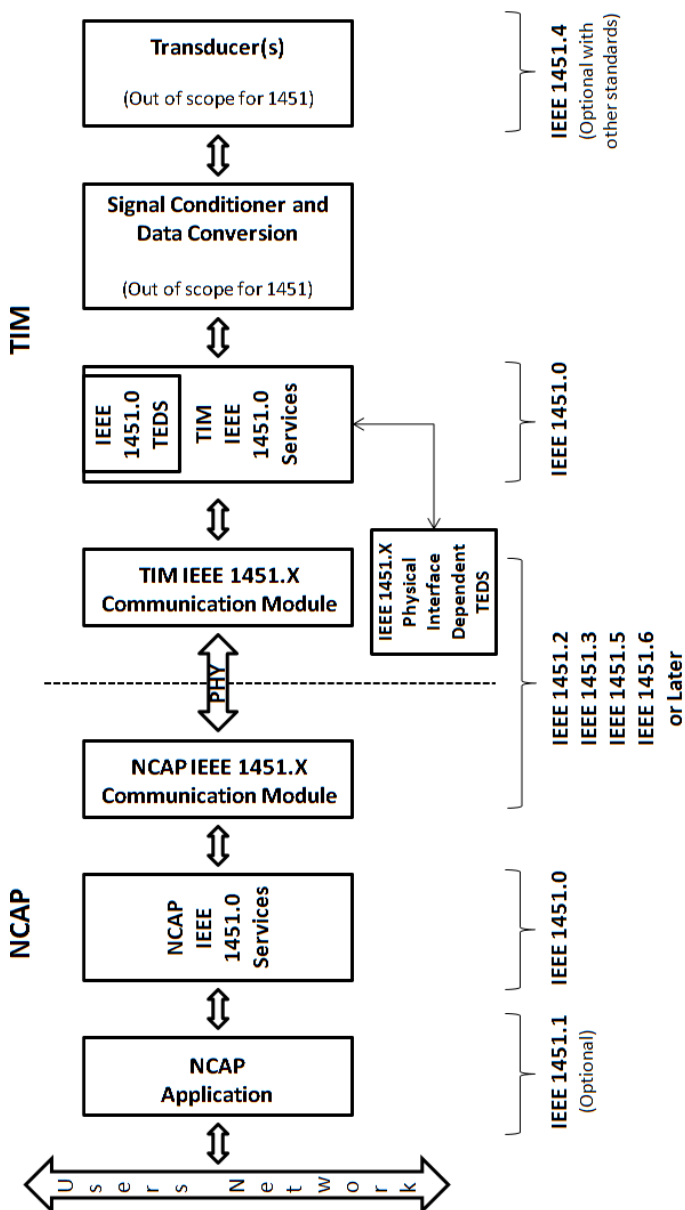 NCAP
TIM
Users Network
NCAP
Application
NCAP
IEEE
1451.0
Services
NCAP IEEE 1451.X
Communication Module
PHY
TIM IEEE 1451.X
Communication Module
IEEE
1451.0
TEDS
TIM
IEEE
1451.0
Services
Signal Conditioner and
Data Conversion
(Out of scope for 1451)
Transducer(s)
(Out of scope for 1451)
IEEE 1451.X
Physical
Interface
Dependent
TEDS
IEEE 1451.1
(Optional)
IEEE 1451.0
IEEE 1451.2
IEEE 1451.3
IEEE 1451.5
IEEE 1451.6
or Later
IEEE 1451.0
IEEE 1451.4
(Optional with
other standards)